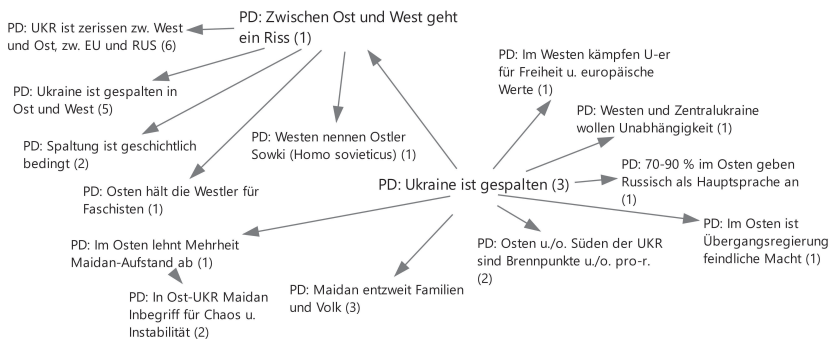 PD: Zwischen Ost und West geht
ein Riss (1)
PD: UKR ist zerissen zw. West
und Ost, zw. EU und RUS (6)
PD: Ukraine ist gespalten in
Ost und West (5)
PD: Spaltung ist geschichtlich
bedingt (2)
PD: Osten hält die Westler für
Faschisten (1)
PD: Westen nennen Ostler
Sowki (Homo sovieticus) (1)
PD: Im Westen kämpfen U-er
für Freiheit u. europäische
Werte (1)
PD: Westen und Zentralukraine
wollen Unabhängigkeit (1)
PD: Ukraine ist gespalten (3)
PD: 70-90 % im Osten geben
Russisch als Hauptsprache an
(1)
PD: Im Osten ist
Übergangsregierung
feindliche Macht (1)
PD: Osten u./o. Süden der UKR
sind Brennpunkte u./o. pro-r.
(2)
PD: Im Osten lehnt Mehrheit
Maidan-Aufstand ab (1)
PD: In Ost-UKR Maidan
Inbegriff für Chaos u.
Instabilität (2)
PD: Maidan entzweit Familien
und Volk (3)